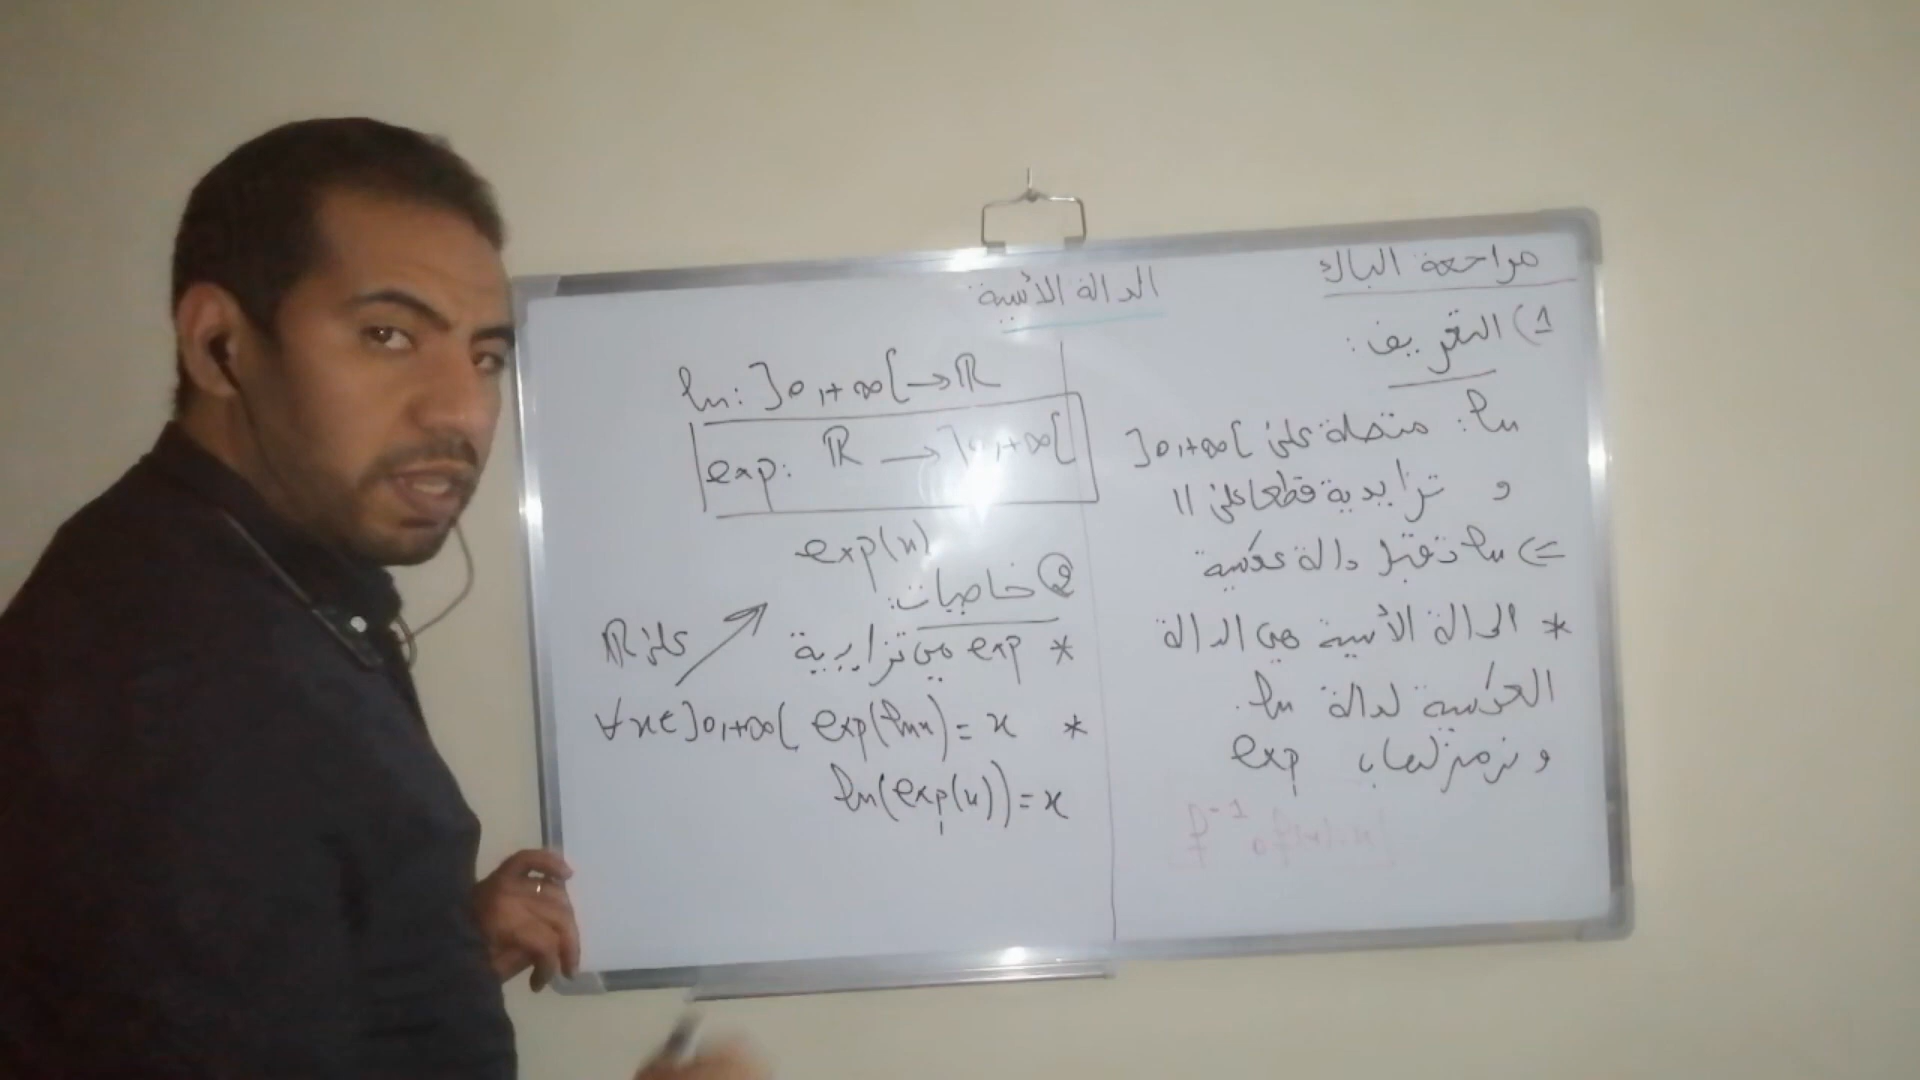 مراجعة الباك
الدالة الأسية
1) التعريف:
ln: متصلة على ]0,+∞[
و تزايدية قطعا على //
=> ln تقبل دالة عكسية
* الدالة الأسية هي الدالة
العكسية لدالة ln.
و نرمز لها ب exp
ln: ]0,+∞[ → ℝ
exp: ℝ → ]0,+∞[
exp(x)
2 خاصيات:
* exp هي تزايدية على ℝ
* ∀x∈]0,+∞[ exp(lnx) = x
ln(exp(x)) = x